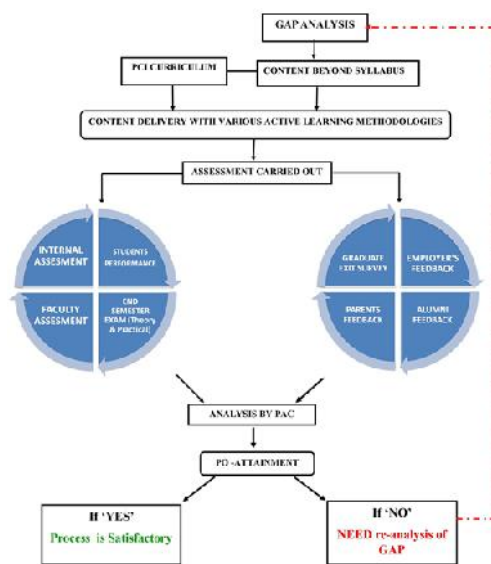 GAP ANALYSIS
PCI CURRICULUM
CONTENT BEYOND SYLLABUS
CONTENT DELIVERY WITH VARIOUS ACTIVE LEARNING METHODOLOGIES
ASSESSMENT CARRIED OUT
INTERNAL
ASSESMENT
STUDENTS
PERFORMANCE
FACULTY
ASSESMENT
END
SEMESTER
EXAM (Theory
& Practical)
GRADUATE
EXIT SURVEY
EMPLOYER'S
FEEDBACK
PARENTS
FEEDBACK
ALUMNI
FEEDBACK
ANALYSIS BY PAC
PO -ATTAINMENT
If 'YES'
Process is Satisfactory
If 'NO'
NEED re-analysis of
GAP